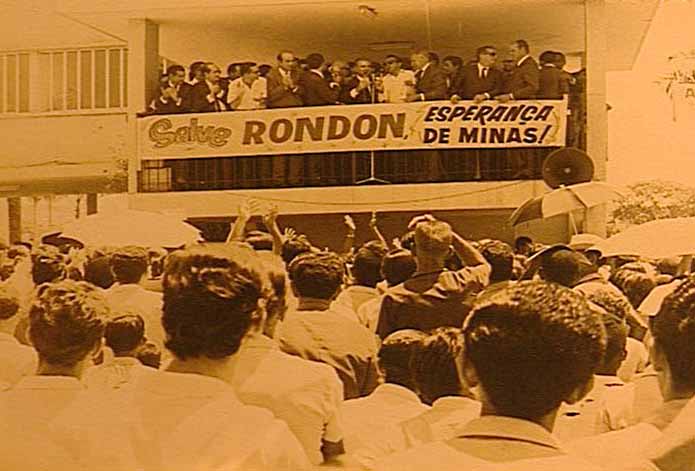 Salve RONDON, ESPERANÇA
DE MINAS!